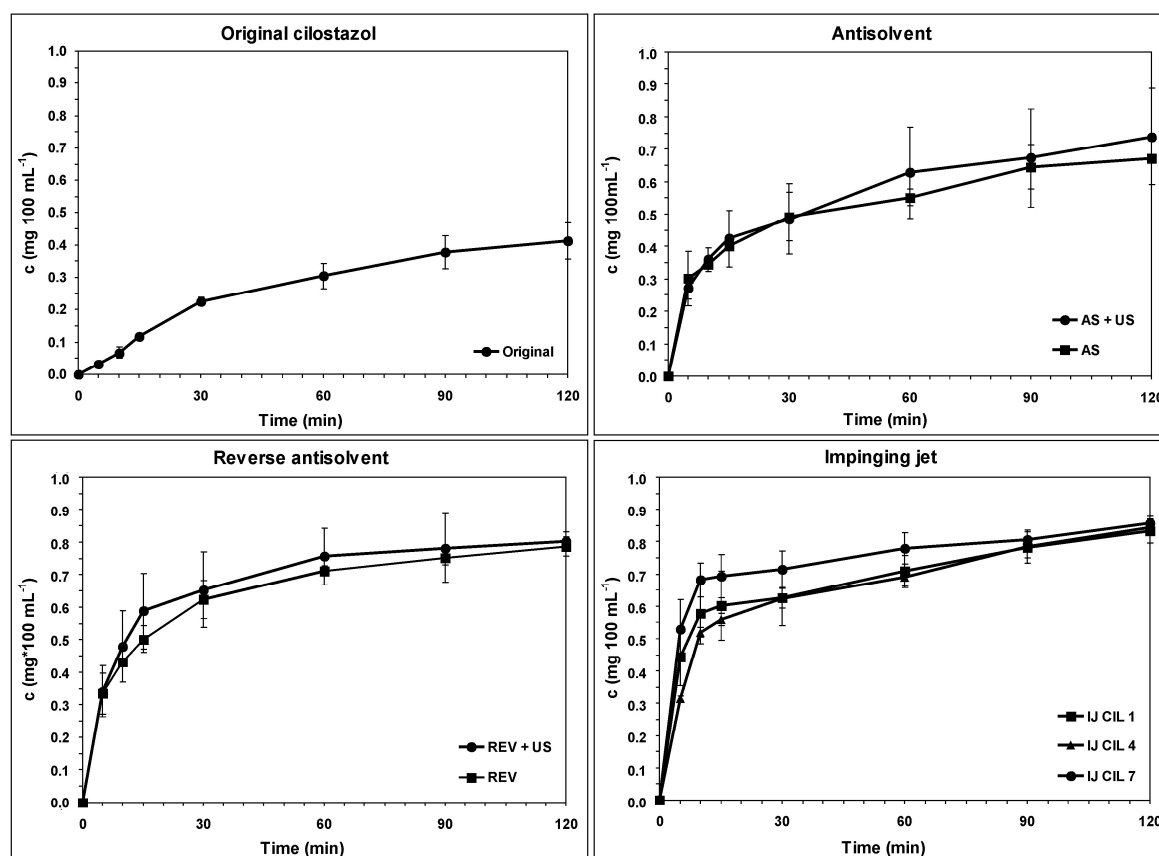 Original cilostazol
1.0
0.9
0.8
0.7
0.6
0.5
0.4
0.3
0.2
0.1
0.0
c (mg 100 mL⁻¹)
Original
0 30 60 90 120
Time (min)
Antisolvent
1.0
0.9
0.8
0.7
0.6
0.5
0.4
0.3
0.2
0.1
0.0
c (mg 100mL⁻¹)
AS + US
AS
0 30 60 90 120
Time (min)
Reverse antisolvent
1.0
0.9
0.8
0.7
0.6
0.5
0.4
0.3
0.2
0.1
0.0
c (mg*100 mL⁻¹)
REV + US
REV
0 30 60 90 120
Time (min)
Impinging jet
1.0
0.9
0.8
0.7
0.6
0.5
0.4
0.3
0.2
0.1
0.0
c (mg 100 mL⁻¹)
IJ CIL 1
IJ CIL 4
IJ CIL 7
0 30 60 90 120
Time (min)